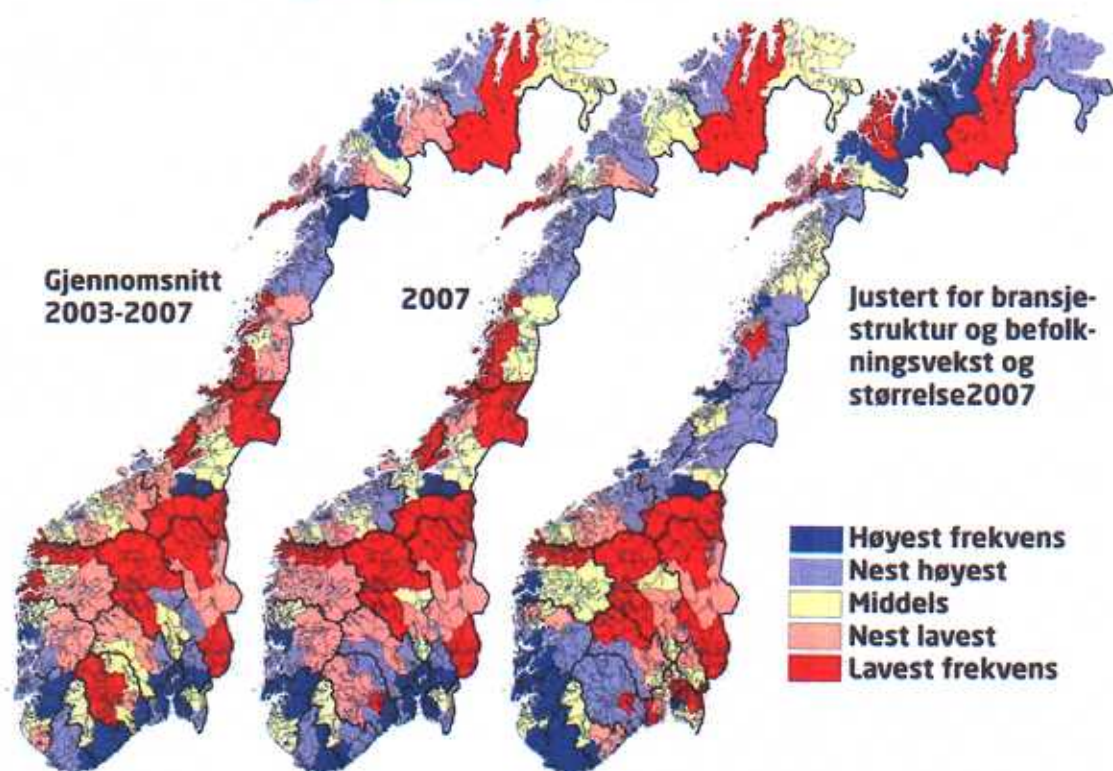 Gjennomsnitt
2003-2007
2007
Justert for bransje-
struktur og befolk-
ningsvekst og
størrelse2007
Høyest frekvens
Nest høyest
Middels
Nest lavest
Lavest frekvens